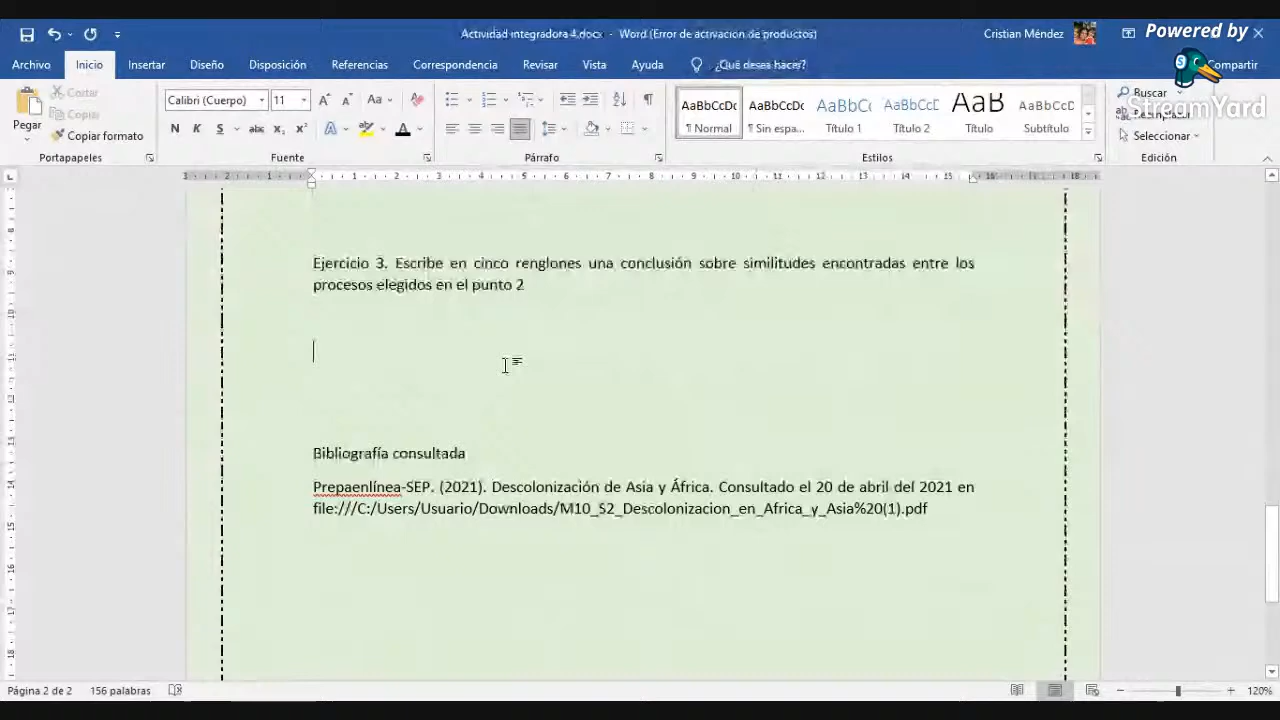 Actividad integradora 4.docx - Word (Error de activación de productos)
Cristian Méndez
Powered by
Archivo Inicio Insertar Diseño Disposición Referencias Correspondencia Revisar Vista Ayuda ¿Qué desea hacer? Compartir
StreamYard
Pegar
Cortar
Copiar
Copiar formato
Portapapeles
Calibri (Cuerpo) 11
N K S abc x₂ x²
Fuente
Párrafo
AaBbCcDc AaBbCcDc AaBbCcC AaBbCcD AaB AaBbCcD
¶ Normal ¶ Sin espa... Título 1 Título 2 Título Subtítulo
Estilos
Buscar
Seleccionar
Edición
Ejercicio 3. Escribe en cinco renglones una conclusión sobre similitudes encontradas entre los
procesos elegidos en el punto 2
Bibliografía consultada
Prepaenlínea-SEP. (2021). Descolonización de Asia y África. Consultado el 20 de abril del 2021 en
file:///C:/Users/Usuario/Downloads/M10_S2_Descolonizacion_en_Africa_y_Asia%20(1).pdf
Página 2 de 2 156 palabras 120%